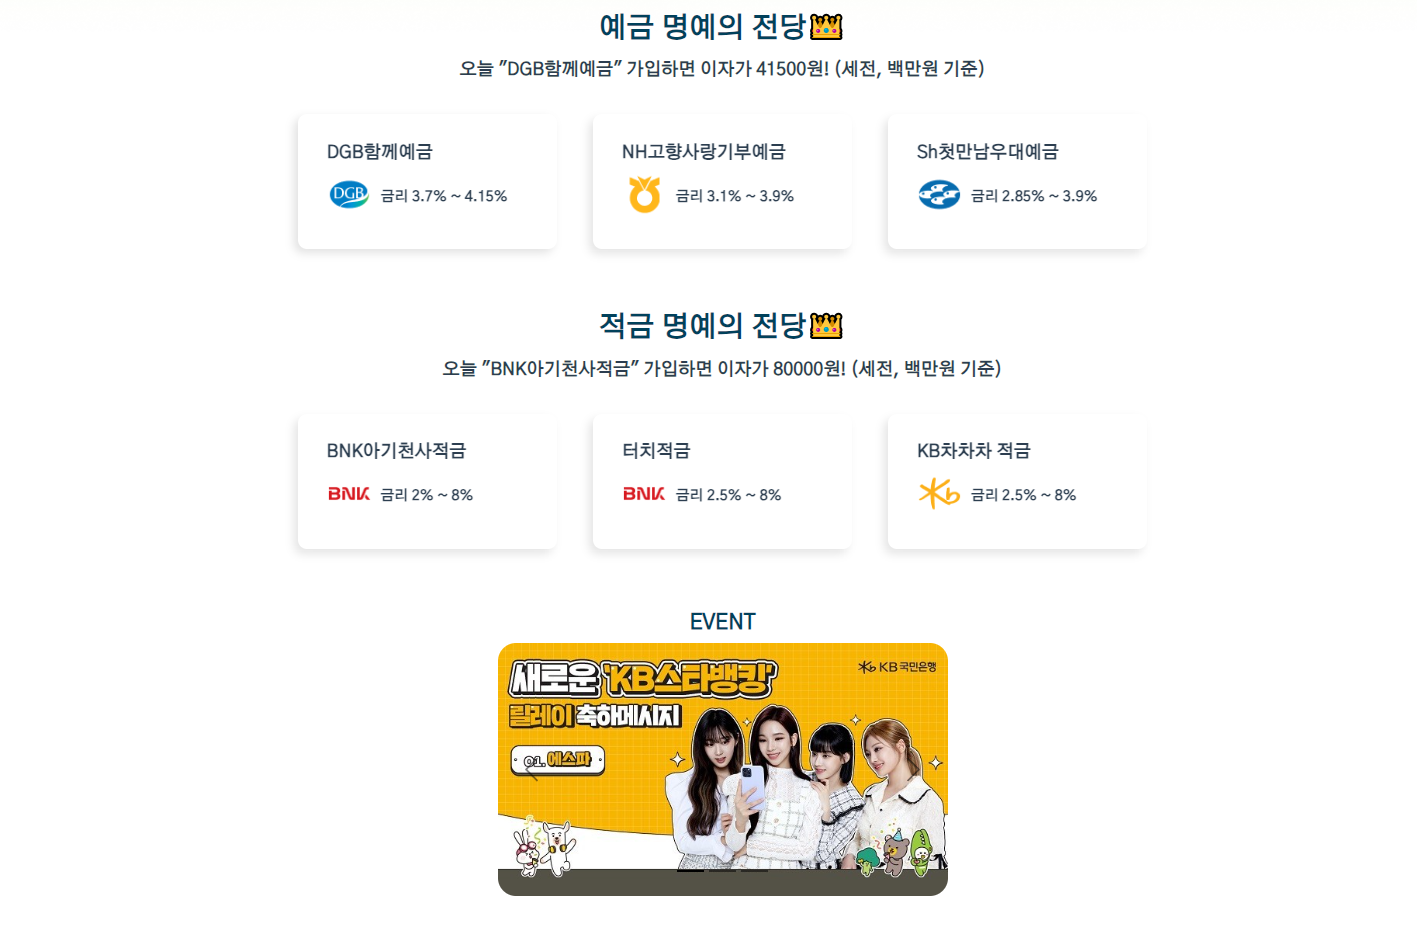 예금 명예의 전당
오늘 "DGB함께예금" 가입하면 이자가 41500원! (세전, 백만원 기준)
DGB함께예금
DGB 금리 3.7% ~ 4.15%
NH고향사랑기부예금
금리 3.1% ~ 3.9%
Sh첫만남우대예금
금리 2.85% ~ 3.9%
적금 명예의 전당
오늘 "BNK아기천사적금" 가입하면 이자가 80000원! (세전, 백만원 기준)
BNK아기천사적금
BNK 금리 2% ~ 8%
터치적금
BNK 금리 2.5% ~ 8%
KB차차차 적금
Kb 금리 2.5% ~ 8%
EVENT
새로운 'KB스타뱅킹'
Kb KB국민은행
릴레이 축하메시지
01. 에스파